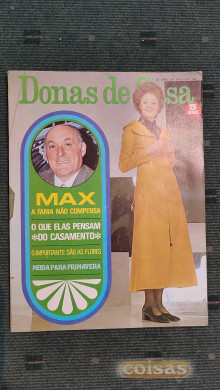 Donas de Casa
5
MAX
A FAMA NÃO COMPENSA
O QUE ELAS PENSAM
*DO CASAMENTO*
O IMPORTANTE SÃO AS FLORES
MODA PARA PRIMAVERA
coisas